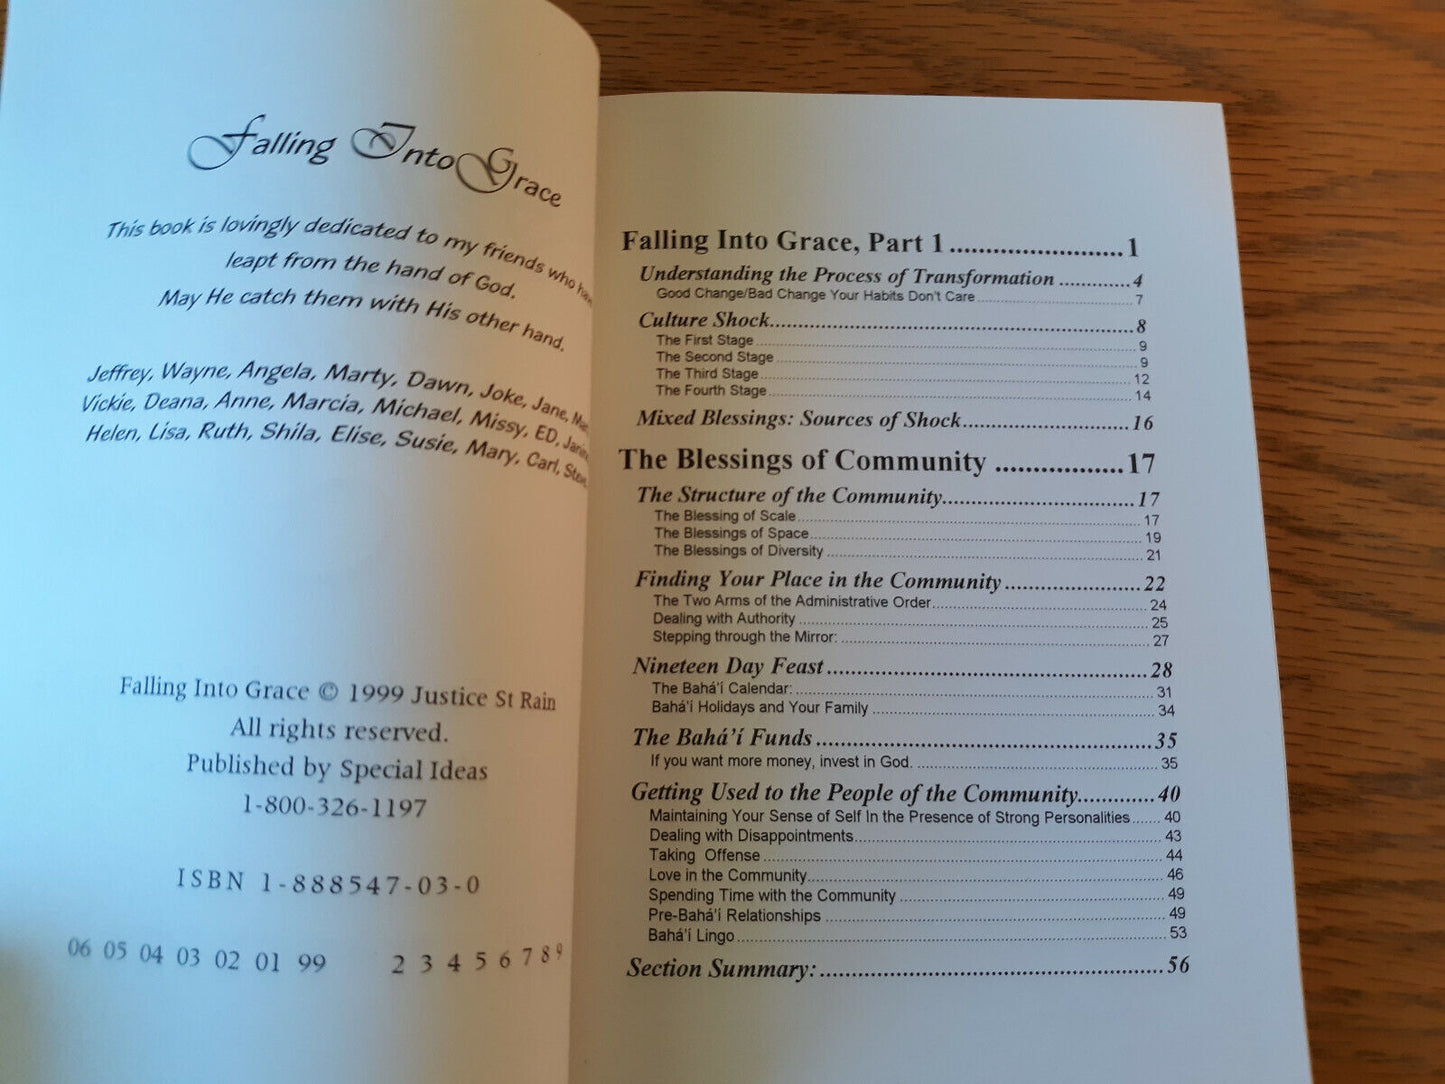 Falling Into Grace
This book is lovingly dedicated to my friends who have
leapt from the hand of God.
May He catch them with His other hand.
Jeffrey, Wayne, Angela, Marty, Dawn, Joke, Jane,
Vickie, Deana, Anne, Marcia, Michael, Missy, ED,
Helen, Lisa, Ruth, Shila, Elise, Susie, Mary, Carl,
Falling Into Grace © 1999 Justice St Rain
All rights reserved.
Published by Special Ideas
1-800-326-1197
ISBN 1-888547-03-0
06 05 04 03 02 01 99 2 3 4 5 6 7 8 9
Falling Into Grace, Part 1 ........................ 1
Understanding the Process of Transformation ............ 4
Good Change/Bad Change Your Habits Don't Care ........ 7
Culture Shock ........ 8
The First Stage ........ 9
The Second Stage ........ 9
The Third Stage ........ 12
The Fourth Stage ........ 14
Mixed Blessings: Sources of Shock ........ 16
The Blessings of Community .................. 17
The Structure of the Community ........ 17
The Blessing of Scale ........ 17
The Blessings of Space ........ 19
The Blessings of Diversity ........ 21
Finding Your Place in the Community ........ 22
The Two Arms of the Administrative Order ........ 24
Dealing with Authority ........ 25
Stepping through the Mirror: ........ 27
Nineteen Day Feast ........ 28
The Bahá’í Calendar: ........ 31
Bahá’í Holidays and Your Family ........ 34
The Bahá’í Funds ........ 35
If you want more money, invest in God. ........ 35
Getting Used to the People of the Community ........ 40
Maintaining Your Sense of Self In the Presence of Strong Personalities ....... 40
Dealing with Disappointments ........ 43
Taking Offense ........ 44
Love in the Community ........ 46
Spending Time with the Community ........ 49
Pre-Bahá’í Relationships ........ 49
Bahá’í Lingo ........ 53
Section Summary: ........ 56